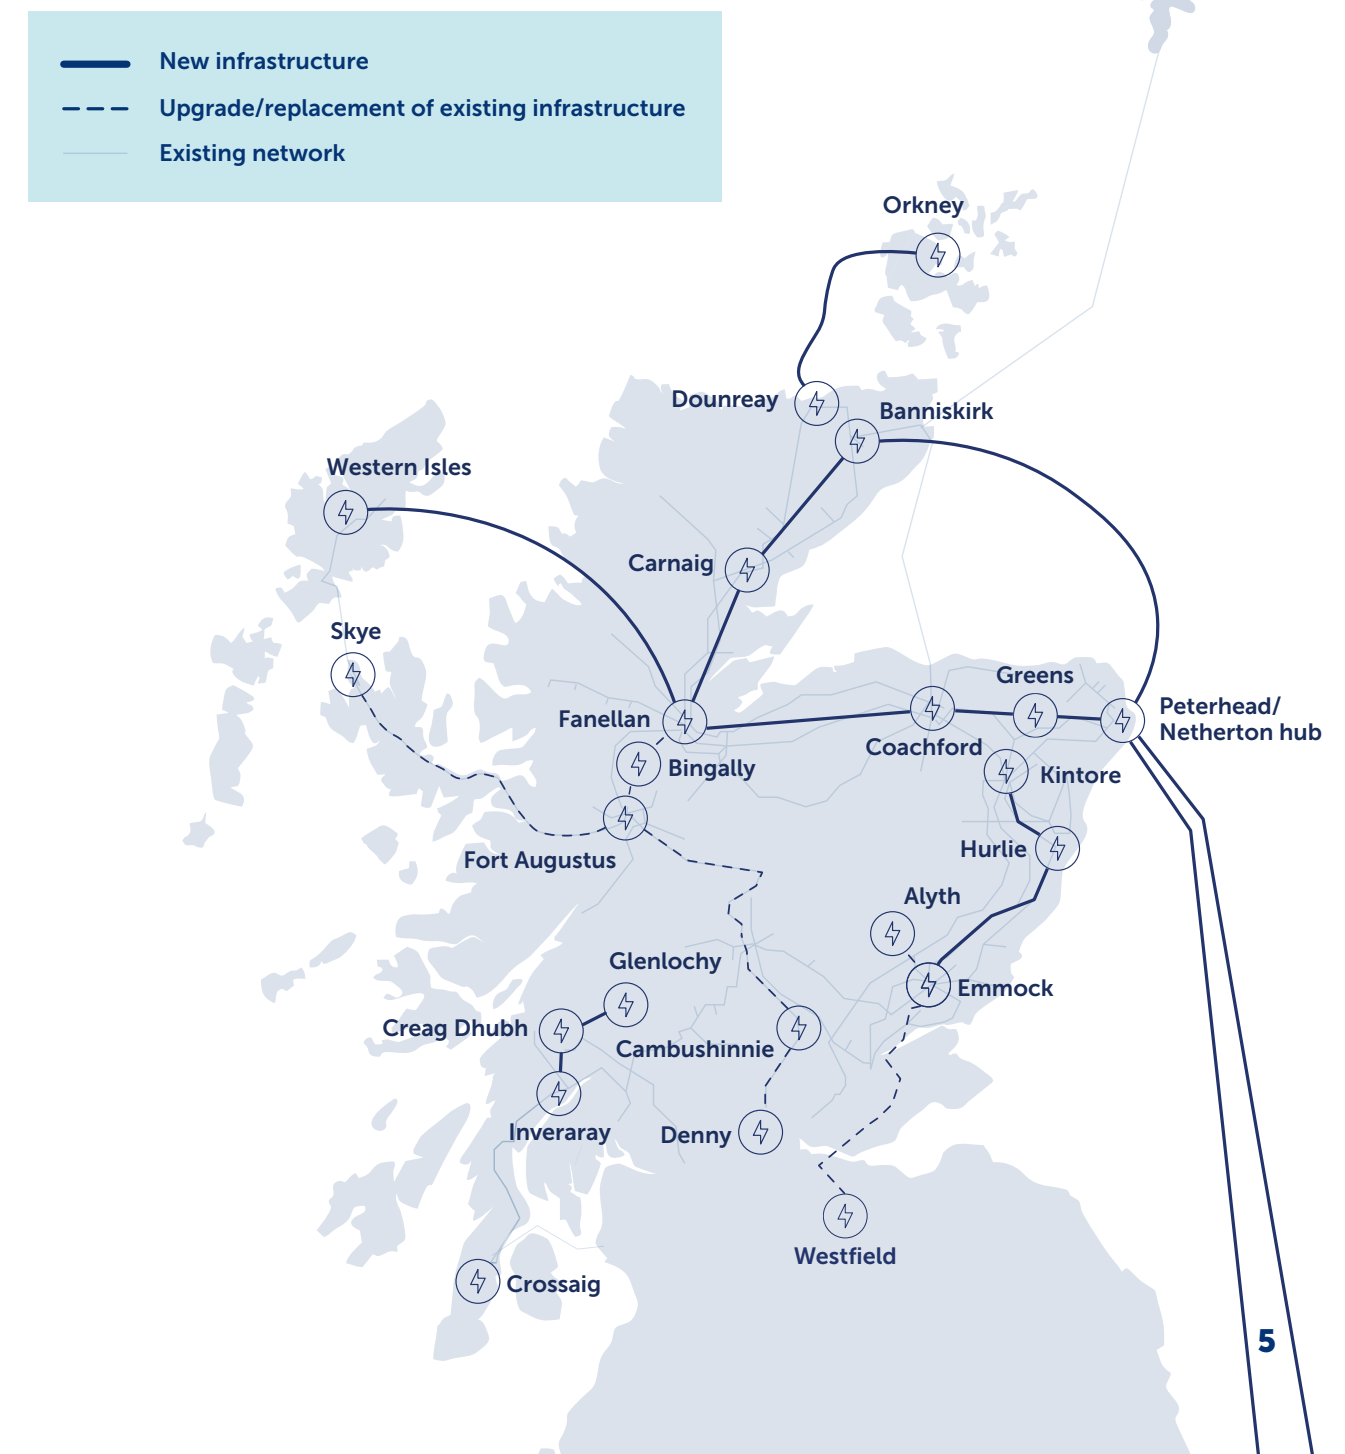 New infrastructure
Upgrade/replacement of existing infrastructure
Existing network
Orkney
Dounreay
Banniskirk
Western Isles
Carnaig
Skye
Greens
Fanellan
Peterhead/
Netherton hub
Coachford
Bingally
Kintore
Fort Augustus
Hurlie
Alyth
Glenlochy
Emmock
Creag Dhubh
Cambushinnie
Inveraray
Denny
Westfield
Crossaig
5